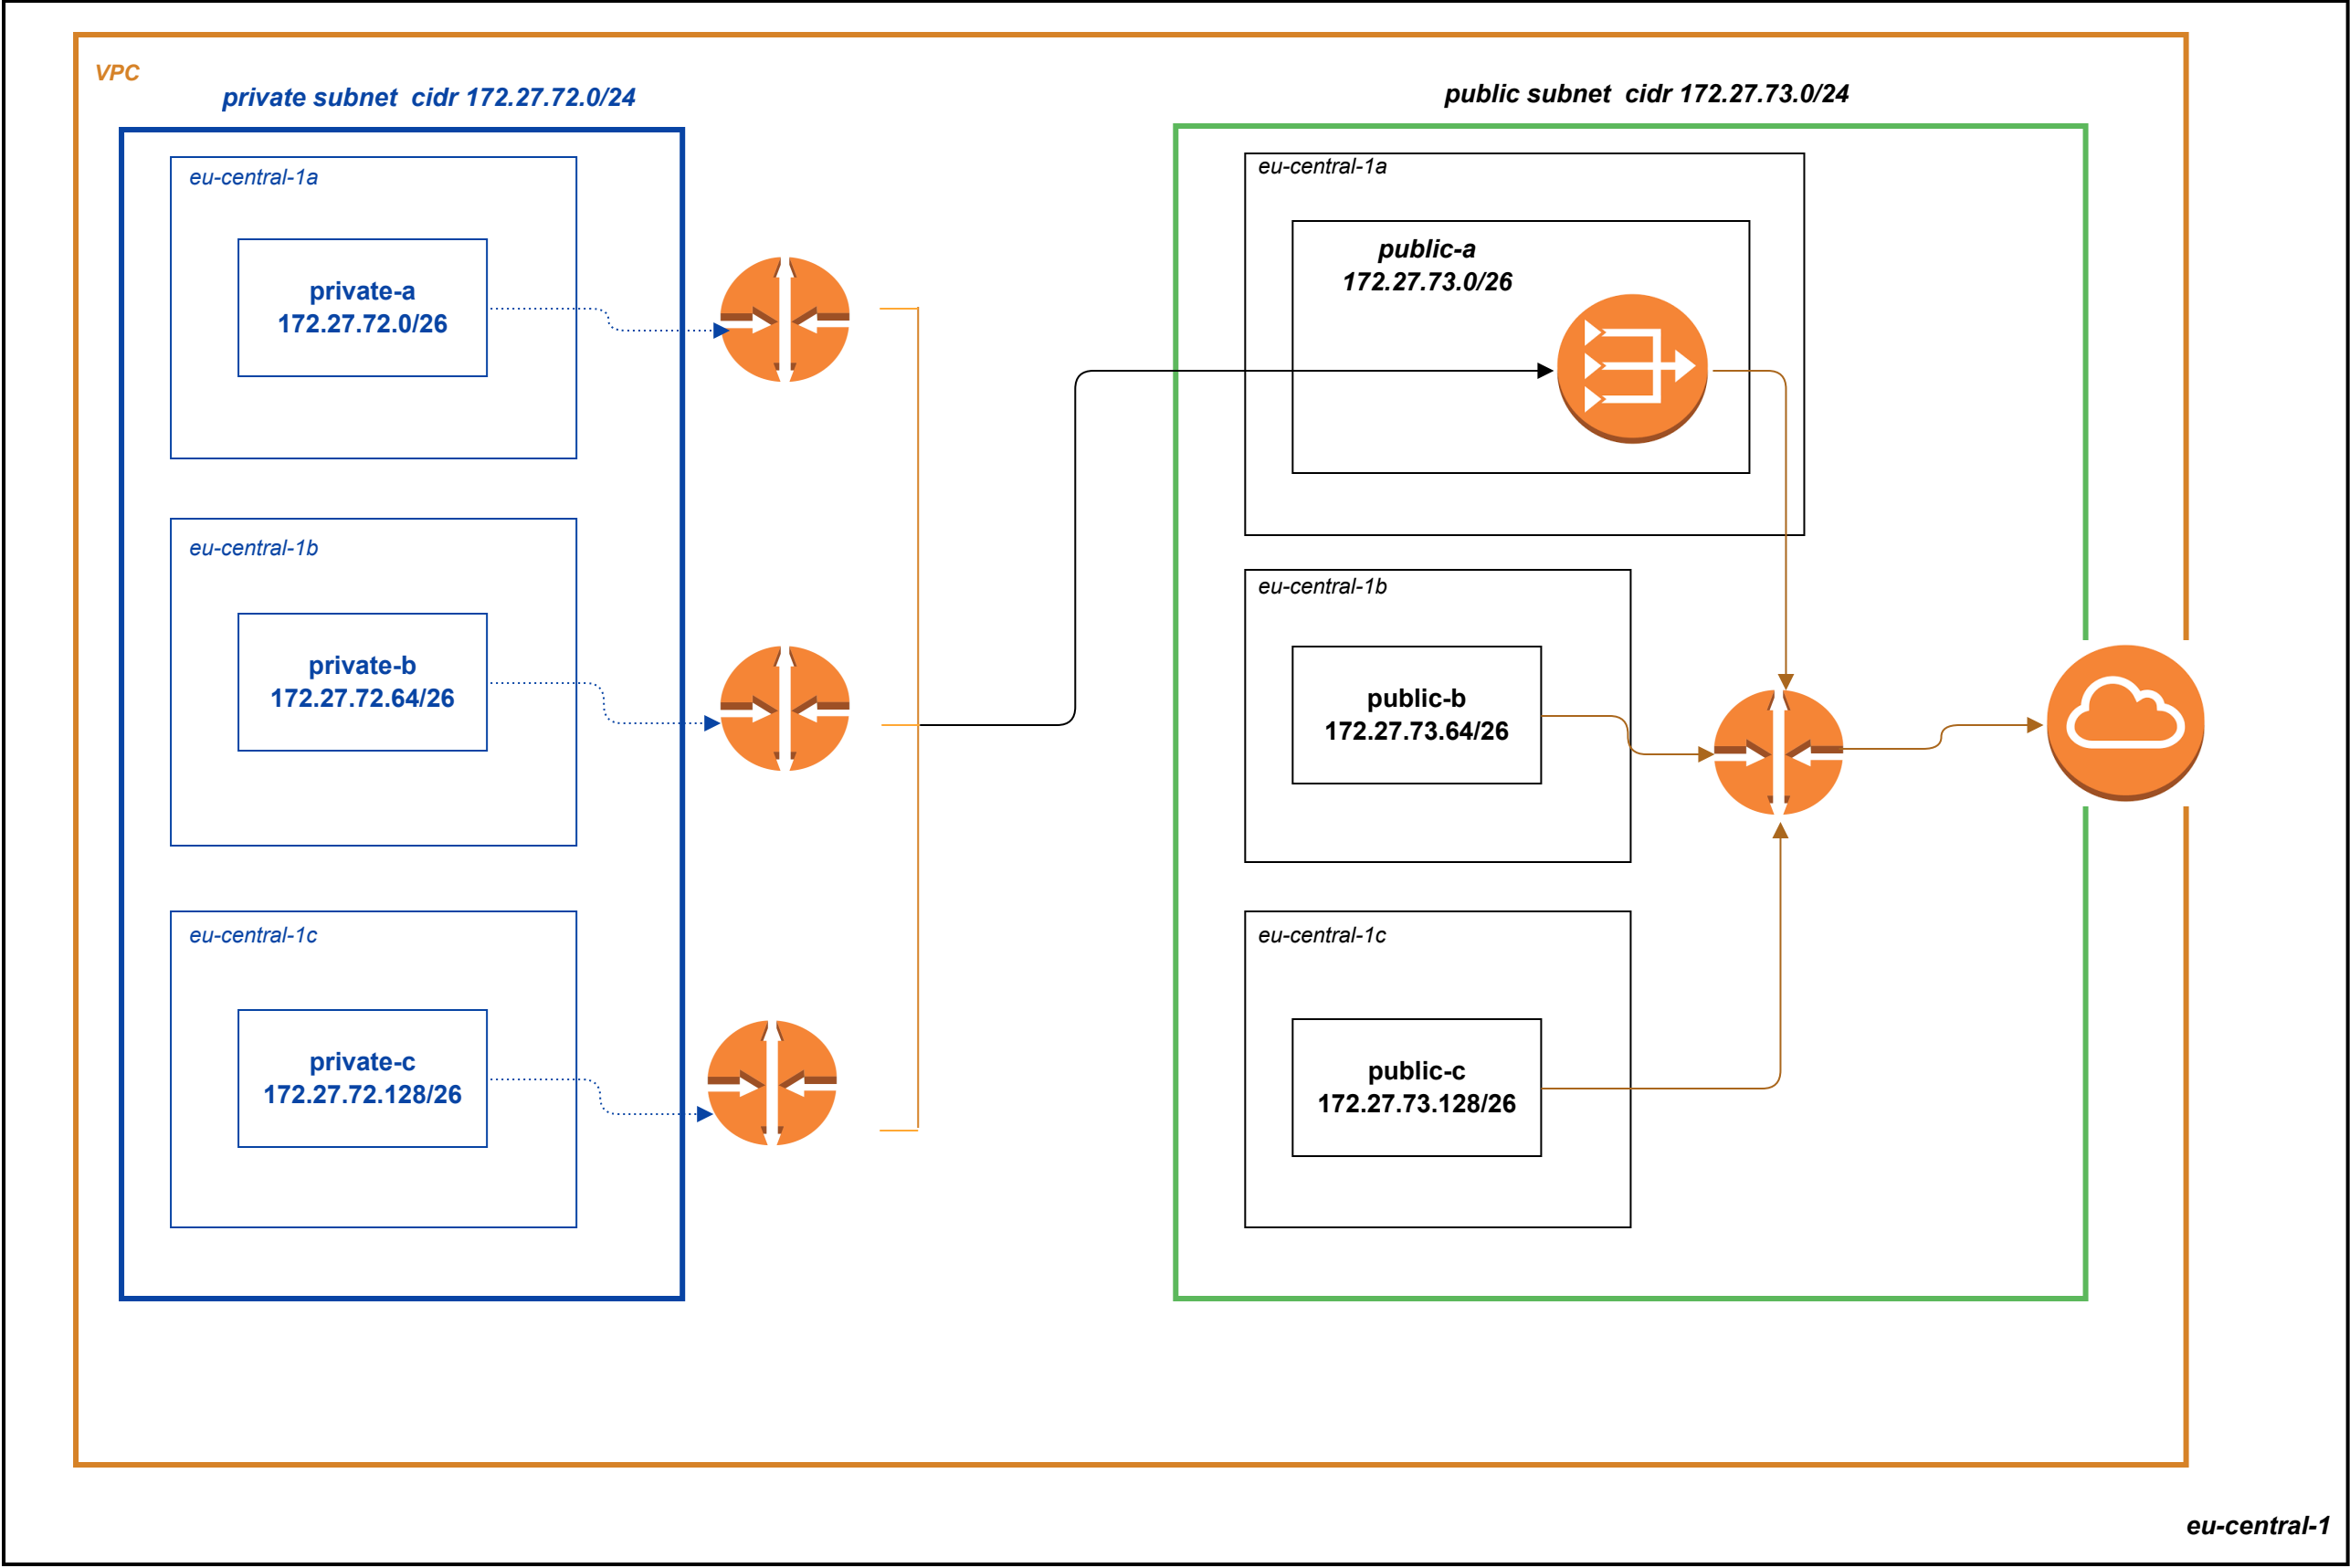 VPC
private subnet  cidr 172.27.72.0/24
eu-central-1a
private-a
172.27.72.0/26
eu-central-1b
private-b
172.27.72.64/26
eu-central-1c
private-c
172.27.72.128/26
public subnet  cidr 172.27.73.0/24
eu-central-1a
public-a
172.27.73.0/26
eu-central-1b
public-b
172.27.73.64/26
eu-central-1c
public-c
172.27.73.128/26
eu-central-1